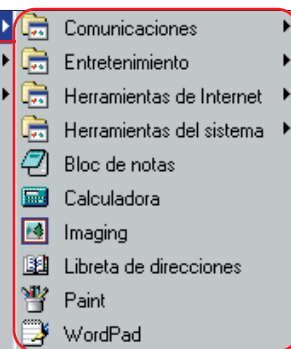 Comunicaciones
Entretenimiento
Herramientas de Internet
Herramientas del sistema
Bloc de notas
Calculadora
Imaging
Libreta de direcciones
Paint
WordPad